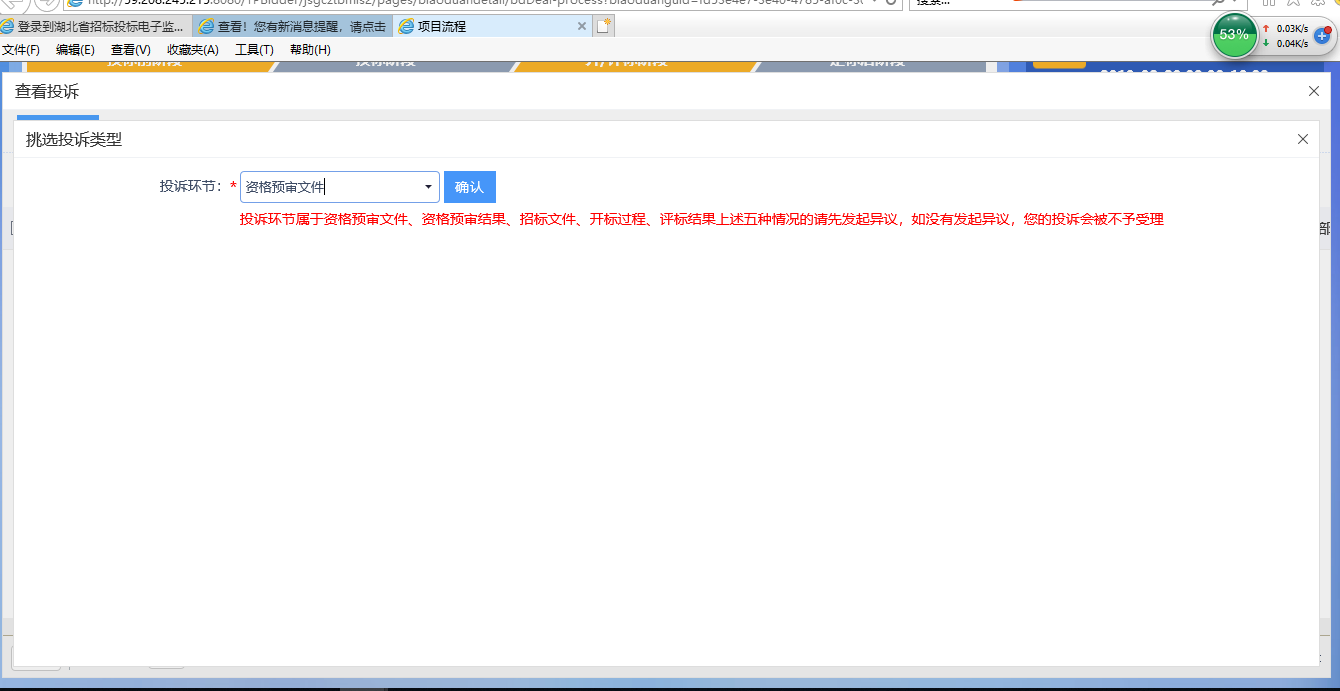 搜索...
登录到湖北省招标投标电子监...
查看！您有新消息提醒，请点击
项目流程
53%
0.03K/s
0.04K/s
文件(F) 编辑(E) 查看(V) 收藏夹(A) 工具(T) 帮助(H)
查看投诉
挑选投诉类型
投诉环节：* 资格预审文件 确认
投诉环节属于资格预审文件、资格预审结果、招标文件、开标过程、评标结果上述五种情况的请先发起异议，如没有发起异议，您的投诉会被不予受理
部